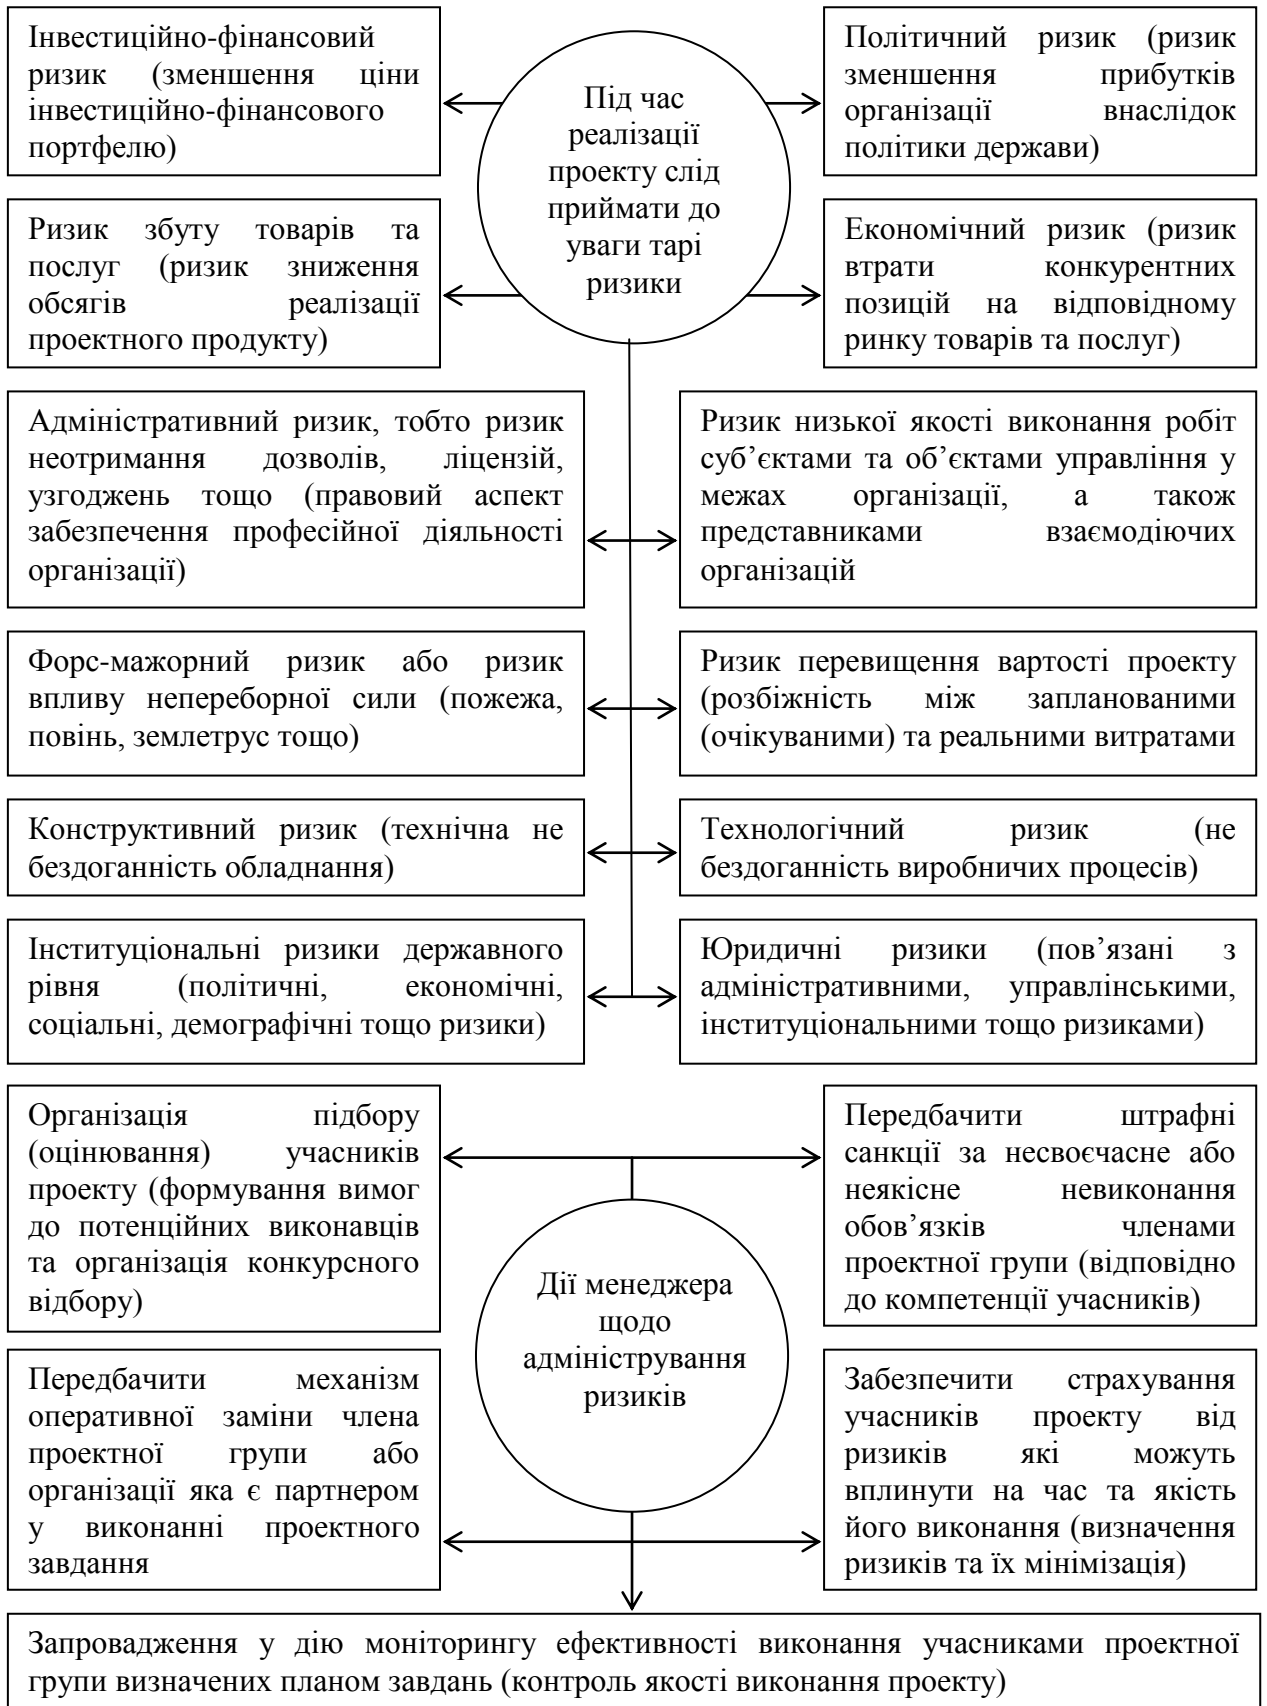 Інвестиційно-фінансовий
ризик (зменшення ціни
інвестиційно-фінансового
портфелю)
Під час
реалізації
проекту слід
приймати до
уваги тарі
ризики
Політичний ризик (ризик
зменшення прибутків
організації внаслідок
політики держави)
Ризик збуту товарів та
послуг (ризик зниження
обсягів реалізації
проектного продукту)
Економічний ризик (ризик
втрати конкурентних
позицій на відповідному
ринку товарів та послуг)
Адміністративний ризик, тобто ризик
неотримання дозволів, ліцензій,
узгоджень тощо (правовий аспект
забезпечення професійної діяльності
організації)
Ризик низької якості виконання робіт
суб’єктами та об’єктами управління у
межах організації, а також
представниками взаємодіючих
організацій
Форс-мажорний ризик або ризик
впливу непереборної сили (пожежа,
повінь, землетрус тощо)
Ризик перевищення вартості проекту
(розбіжність між запланованими
(очікуваними) та реальними витратами
Конструктивний ризик (технічна не
бездоганність обладнання)
Технологічний ризик (не
бездоганність виробничих процесів)
Інституціональні ризики державного
рівня (політичні, економічні,
соціальні, демографічні тощо ризики)
Юридичні ризики (пов’язані з
адміністративними, управлінськими,
інституціональними тощо ризиками)
Організація підбору
(оцінювання) учасників
проекту (формування вимог
до потенційних виконавців
та організація конкурсного
відбору)
Передбачити штрафні
санкції за несвоєчасне або
неякісне невиконання
обов’язків членами
проектної групи (відповідно
до компетенції учасників)
Дії менеджера
щодо
адміністрування
ризиків
Передбачити механізм
оперативної заміни члена
проектної групи або
організації яка є партнером
у виконанні проектного
завдання
Забезпечити страхування
учасників проекту від
ризиків які можуть
вплинути на час та якість
його виконання (визначення
ризиків та їх мінімізація)
Запровадження у дію моніторингу ефективності виконання учасниками проектної
групи визначених планом завдань (контроль якості виконання проекту)